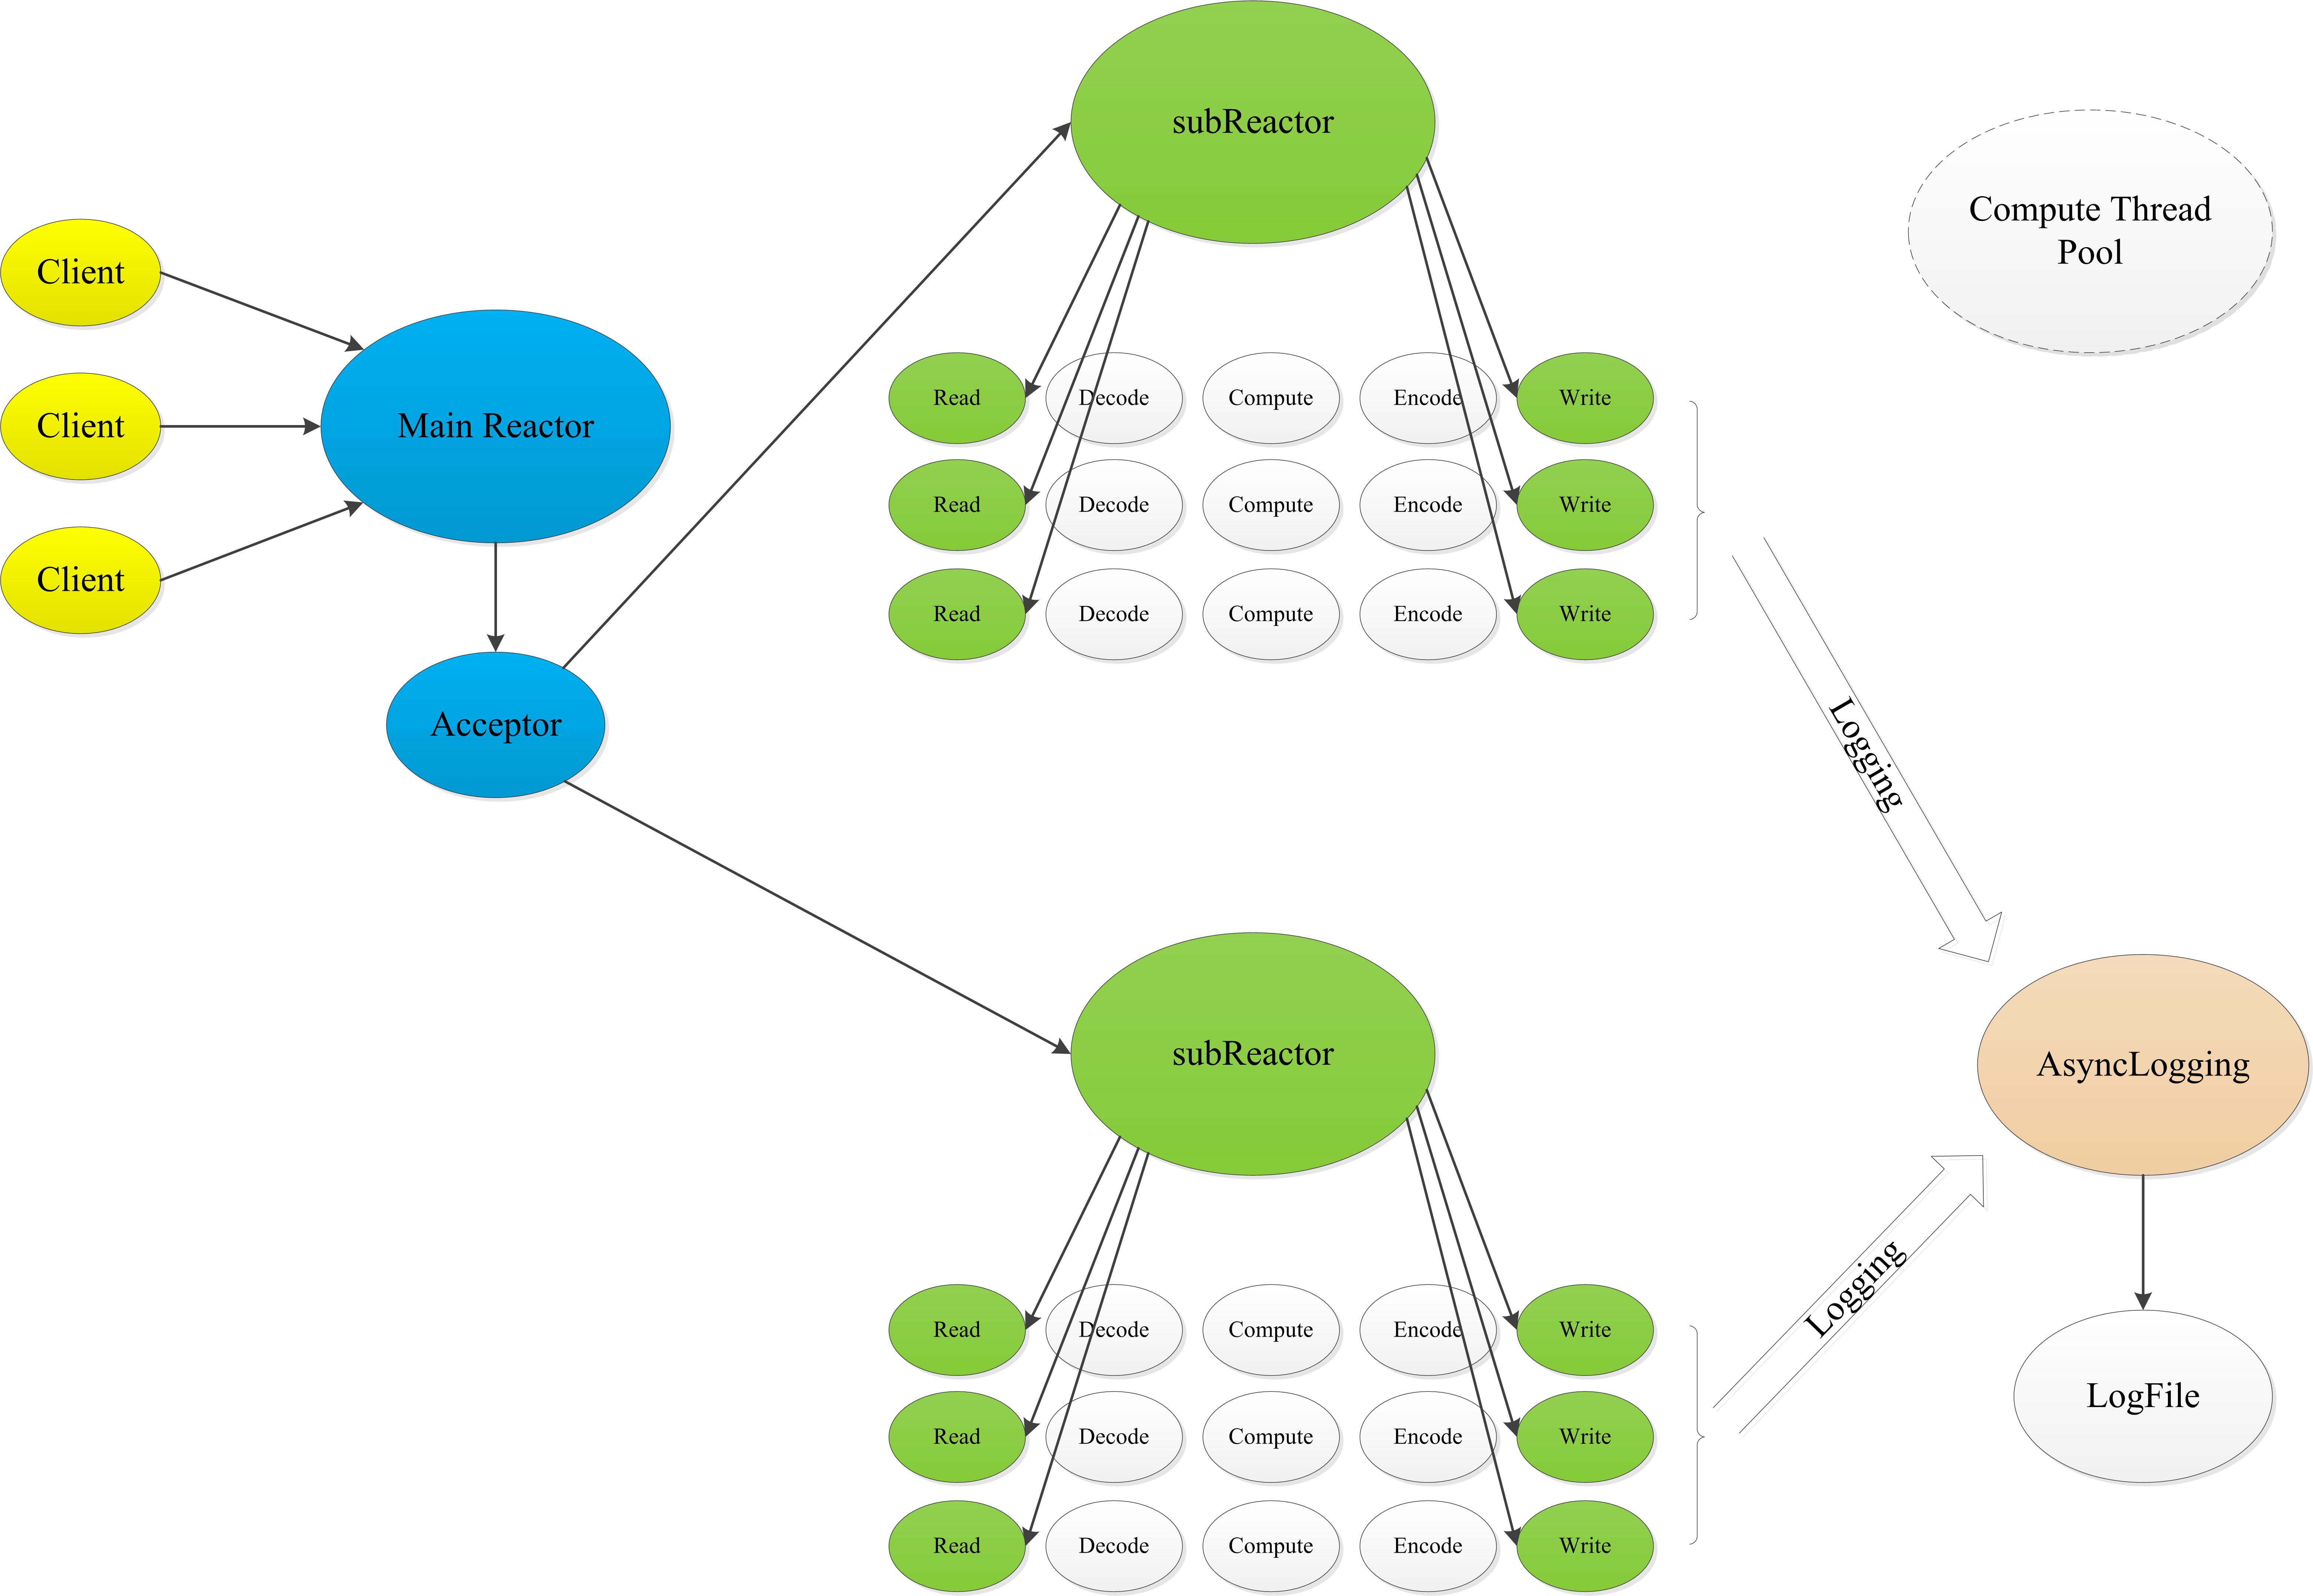 subReactor
Compute Thread
Pool
Client
Client
Client
Main Reactor
Acceptor
Read
Decode
Compute
Encode
Write
Read
Decode
Compute
Encode
Write
Read
Decode
Compute
Encode
Write
Logging
subReactor
AsyncLogging
Logging
LogFile
Read
Decode
Compute
Encode
Write
Read
Decode
Compute
Encode
Write
Read
Decode
Compute
Encode
Write